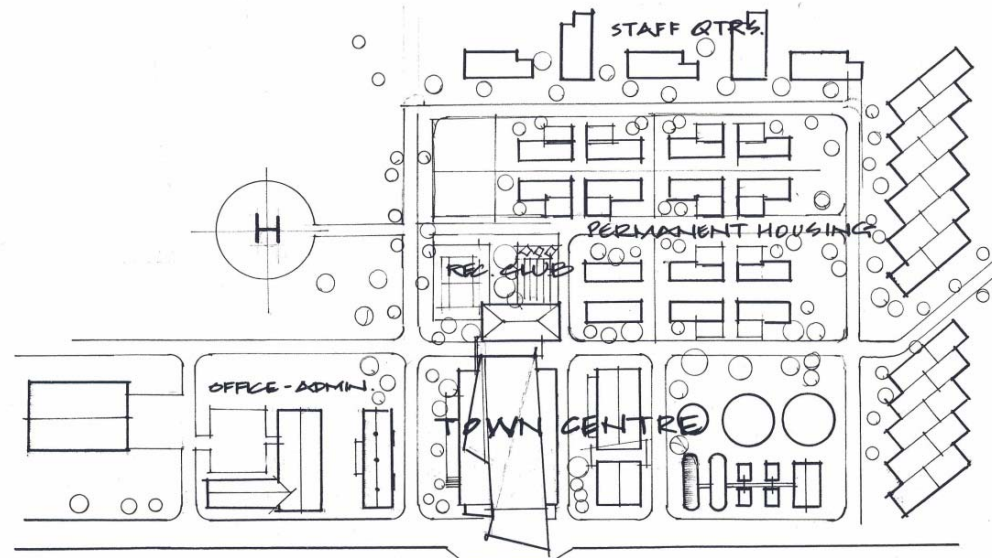 STAFF QTRS.
H
PERMANENT HOUSING
REC. CLUB
OFFICE - ADMIN.
TOWN CENTRE